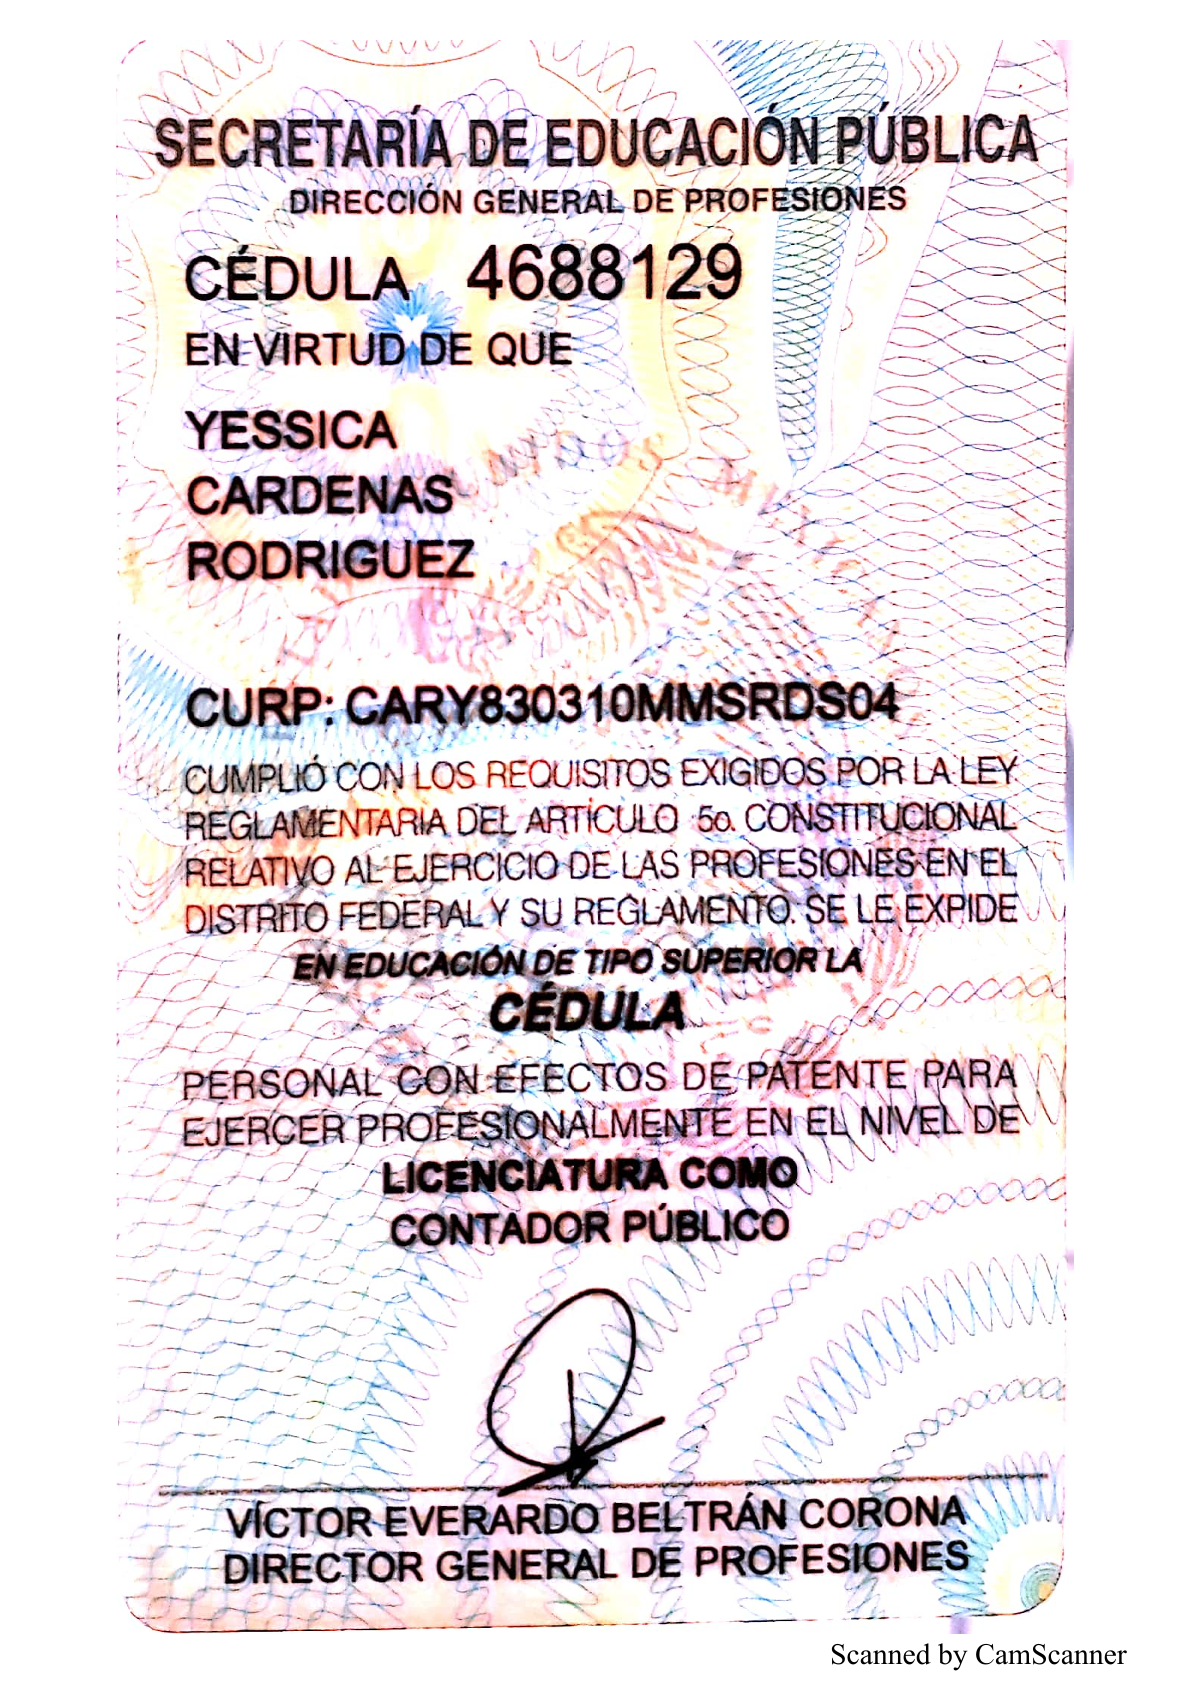 SECRETARÍA DE EDUCACIÓN PÚBLICA
DIRECCIÓN GENERAL DE PROFESIONES
CÉDULA 4688129
EN VIRTUD DE QUE
YESSICA
CARDENAS
RODRIGUEZ
CURP: CARY830310MMSRDS04
CUMPLIÓ CON LOS REQUISITOS EXIGIDOS POR LA LEY
REGLAMENTARIA DEL ARTÍCULO 5o. CONSTITUCIONAL
RELATIVO AL EJERCICIO DE LAS PROFESIONES EN EL
DISTRITO FEDERAL Y SU REGLAMENTO. SE LE EXPIDE
EN EDUCACIÓN DE TIPO SUPERIOR LA
CÉDULA
PERSONAL CON EFECTOS DE PATENTE PARA
EJERCER PROFESIONALMENTE EN EL NIVEL DE
LICENCIATURA COMO
CONTADOR PÚBLICO
VÍCTOR EVERARDO BELTRÁN CORONA
DIRECTOR GENERAL DE PROFESIONES
Scanned by CamScanner